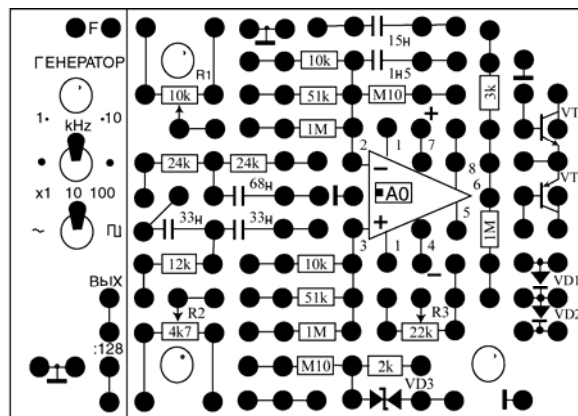 F
ГЕНЕРАТОР
1 10
kHz
x1 10 100
~
ВЫХ
:128
R1
10k
24k
24k
68н
33н
33н
12k
R2
4k7
15н
10k
1н5
51k
M10
1M
+
2
1
7
−
A0
8
6
5
+
3
1
4
−
10k
51k
1M
R3
22k
M10
2k
VD3
3k
1M
VT
VT
VD1
VD2